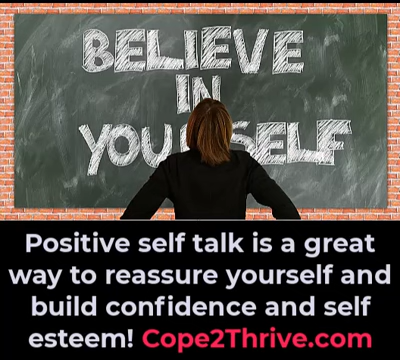 BELIEVE
IN
YOURSELF
Positive self talk is a great
way to reassure yourself and
build confidence and self
esteem! Cope2Thrive.com